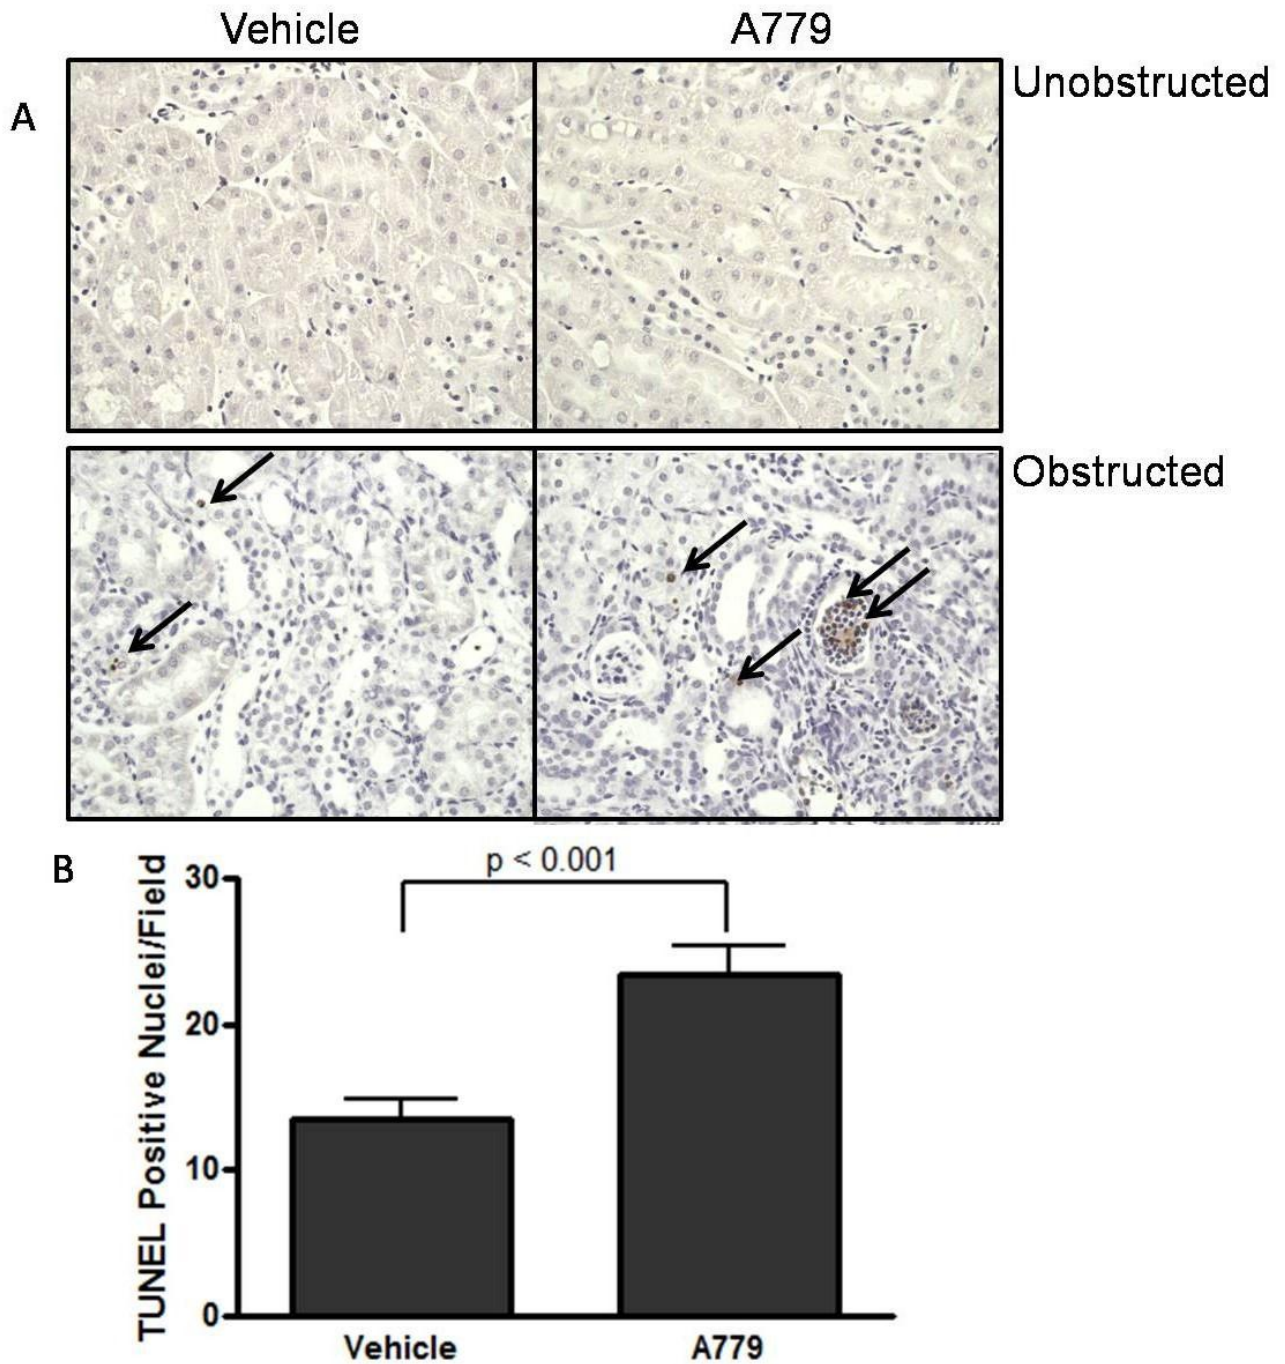 Vehicle
A779
A
Unobstructed
Obstructed
B
p < 0.001
TUNEL Positive Nuclei/Field
30
20
10
0
Vehicle
A779